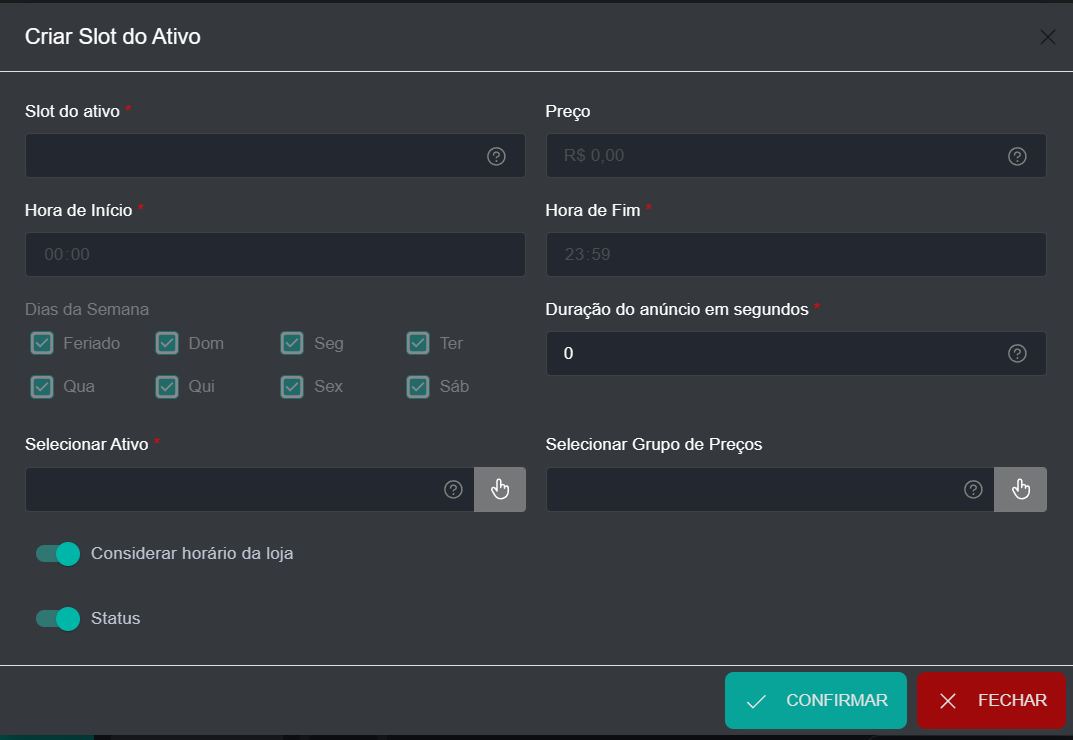 Criar Slot do Ativo
Slot do ativo *
Preço
R$ 0,00
Hora de Início *
Hora de Fim *
00:00
23:59
Dias da Semana
Duração do anúncio em segundos *
Feriado Dom Seg Ter
0
Qua Qui Sex Sáb
Selecionar Ativo *
Selecionar Grupo de Preços
Considerar horário da loja
Status
CONFIRMAR
FECHAR